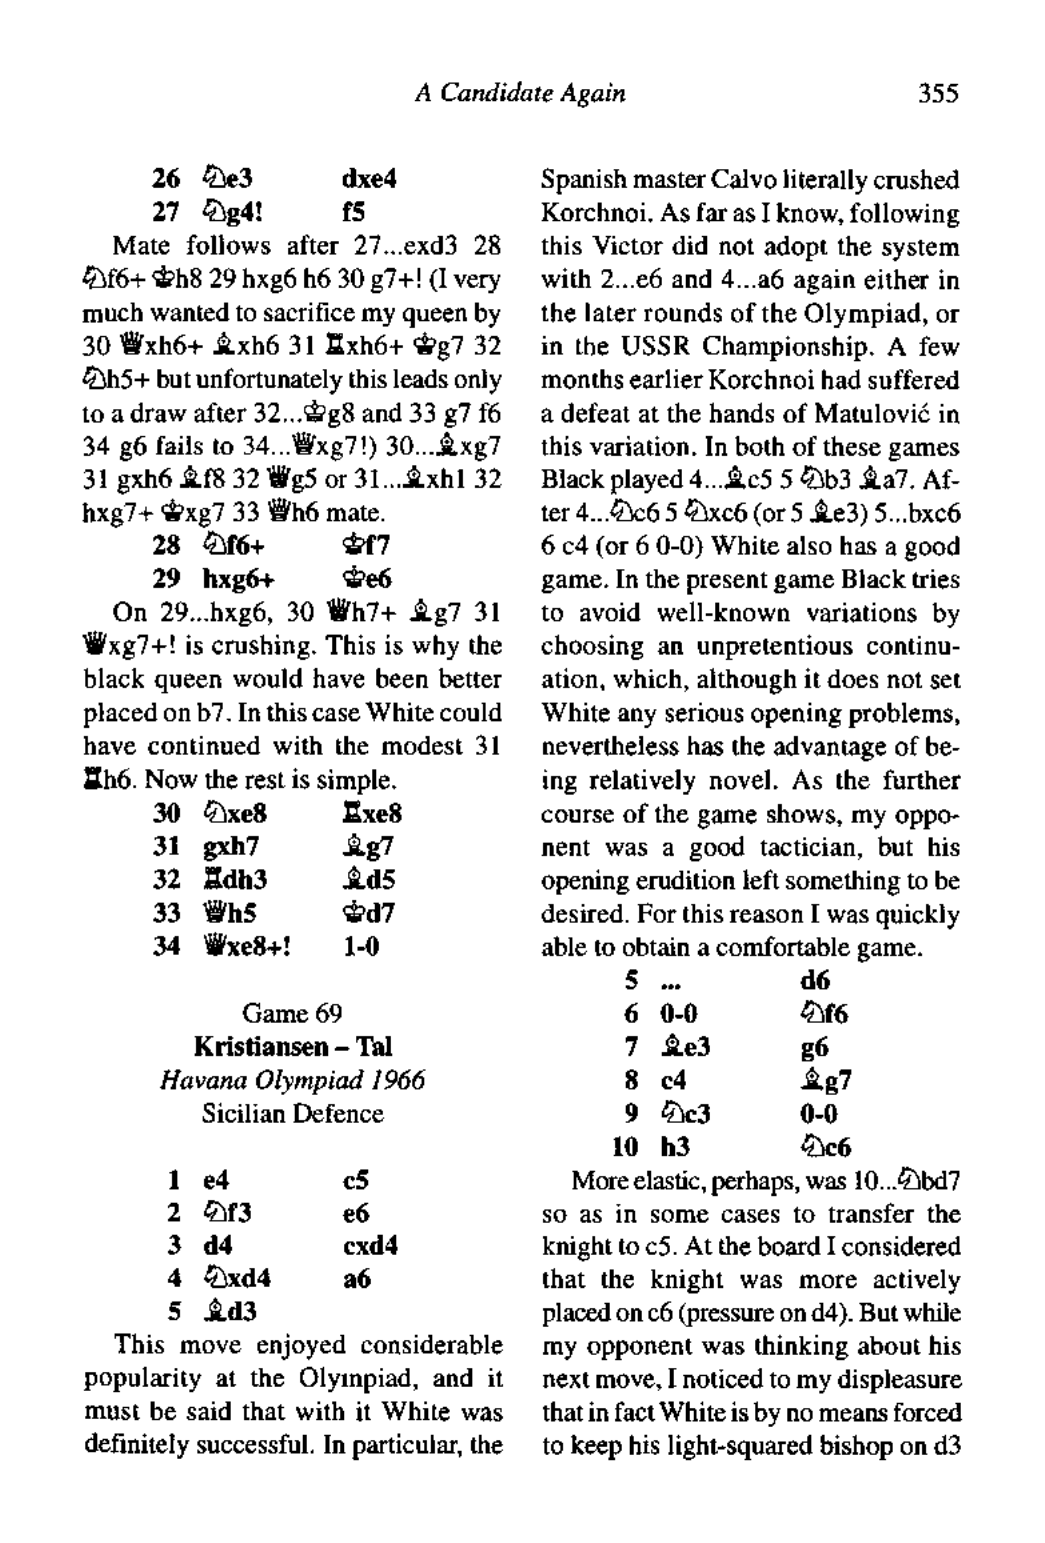 A Candidate Again 355
26 ♘e3 dxe4
27 ♘g4! f5
Mate follows after 27...exd3 28
♘f6+ ♚h8 29 hxg6 h6 30 g7+! (I very
much wanted to sacrifice my queen by
30 ♛xh6+ ♝xh6 31 ♜xh6+ ♚g7 32
♘h5+ but unfortunately this leads only
to a draw after 32...♚g8 and 33 g7 f6
34 g6 fails to 34...♛xg7!) 30...♝xg7
31 gxh6 ♝f8 32 ♛g5 or 31...♝xh1 32
hxg7+ ♚xg7 33 ♛h6 mate.
28 ♘f6+ ♚f7
29 hxg6+ ♚e6
On 29...hxg6, 30 ♛h7+ ♝g7 31
♛xg7+! is crushing. This is why the
black queen would have been better
placed on b7. In this case White could
have continued with the modest 31
♜h6. Now the rest is simple.
30 ♘xe8 ♜xe8
31 gxh7 ♝g7
32 ♜dh3 ♝d5
33 ♛h5 ♚d7
34 ♛xe8+! 1-0
Game 69
Kristiansen – Tal
Havana Olympiad 1966
Sicilian Defence
1 e4 c5
2 ♘f3 e6
3 d4 cxd4
4 ♘xd4 a6
5 ♝d3
This move enjoyed considerable
popularity at the Olympiad, and it
must be said that with it White was
definitely successful. In particular, the
Spanish master Calvo literally crushed
Korchnoi. As far as I know, following
this Victor did not adopt the system
with 2...e6 and 4...a6 again either in
the later rounds of the Olympiad, or
in the USSR Championship. A few
months earlier Korchnoi had suffered
a defeat at the hands of Matulović in
this variation. In both of these games
Black played 4...♝c5 5 ♘b3 ♝a7. Af-
ter 4...♘c6 5 ♘xc6 (or 5 ♝e3) 5...bxc6
6 c4 (or 6 0-0) White also has a good
game. In the present game Black tries
to avoid well-known variations by
choosing an unpretentious continu-
ation, which, although it does not set
White any serious opening problems,
nevertheless has the advantage of be-
ing relatively novel. As the further
course of the game shows, my oppo-
nent was a good tactician, but his
opening erudition left something to be
desired. For this reason I was quickly
able to obtain a comfortable game.
5 ... d6
6 0-0 ♘f6
7 ♝e3 g6
8 c4 ♝g7
9 ♘c3 0-0
10 h3 ♘c6
More elastic, perhaps, was 10...♘bd7
so as in some cases to transfer the
knight to c5. At the board I considered
that the knight was more actively
placed on c6 (pressure on d4). But while
my opponent was thinking about his
next move, I noticed to my displeasure
that in fact White is by no means forced
to keep his light-squared bishop on d3